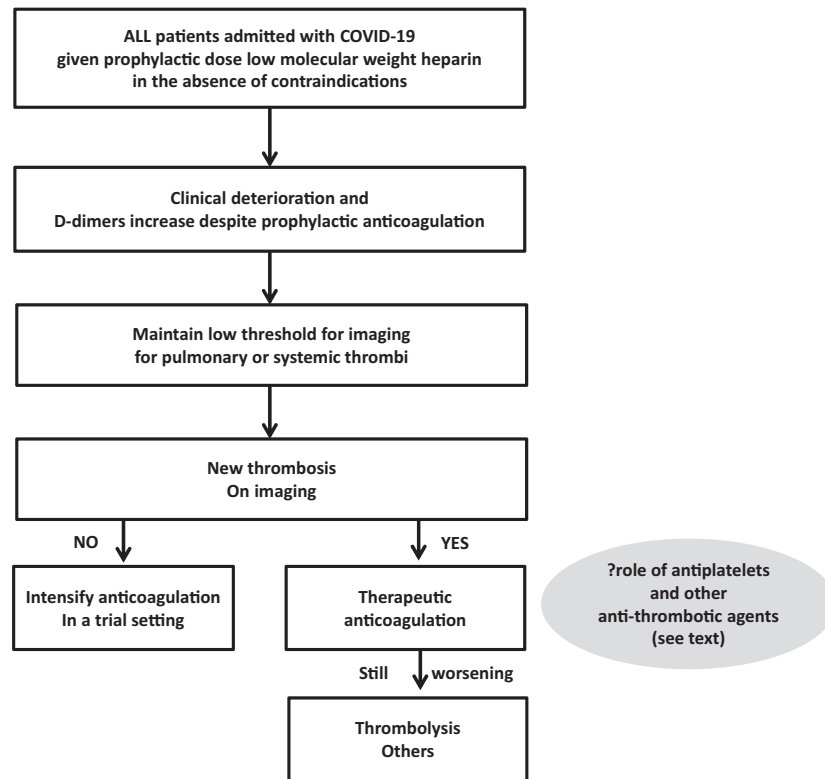 ALL patients admitted with COVID-19
given prophylactic dose low molecular weight heparin
in the absence of contraindications
Clinical deterioration and
D-dimers increase despite prophylactic anticoagulation
Maintain low threshold for imaging
for pulmonary or systemic thrombi
New thrombosis
On imaging
NO
YES
Intensify anticoagulation
In a trial setting
Therapeutic
anticoagulation
?role of antiplatelets
and other
anti-thrombotic agents
(see text)
Still worsening
Thrombolysis
Others